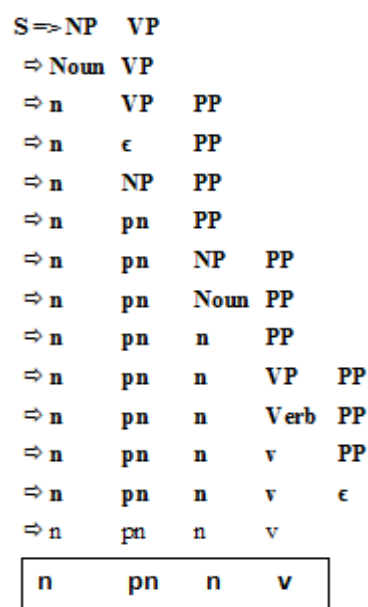 S => NP VP
⇨ Noun VP
⇨ n VP PP
⇨ n ϵ PP
⇨ n NP PP
⇨ n pn PP
⇨ n pn NP PP
⇨ n pn Noun PP
⇨ n pn n PP
⇨ n pn n VP PP
⇨ n pn n Verb PP
⇨ n pn n v PP
⇨ n pn n v ϵ
⇨ n pn n v
n pn n v